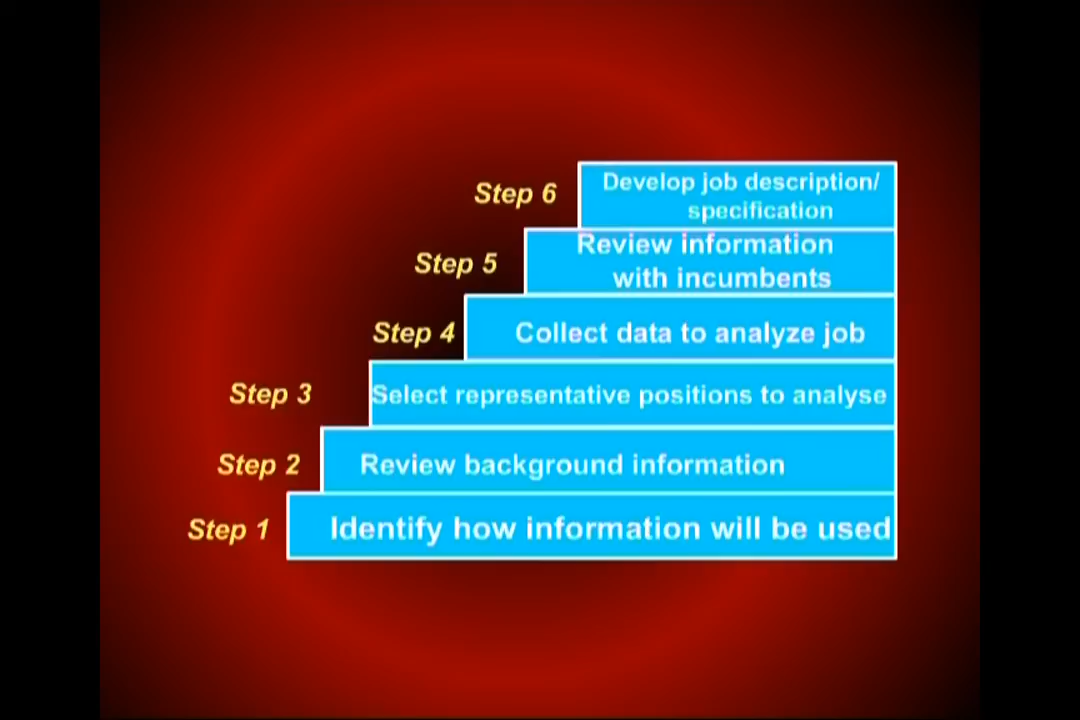 Step 6
Develop job description/
specification
Step 5
Review information
with incumbents
Step 4
Collect data to analyze job
Step 3
Select representative positions to analyse
Step 2
Review background information
Step 1
Identify how information will be used